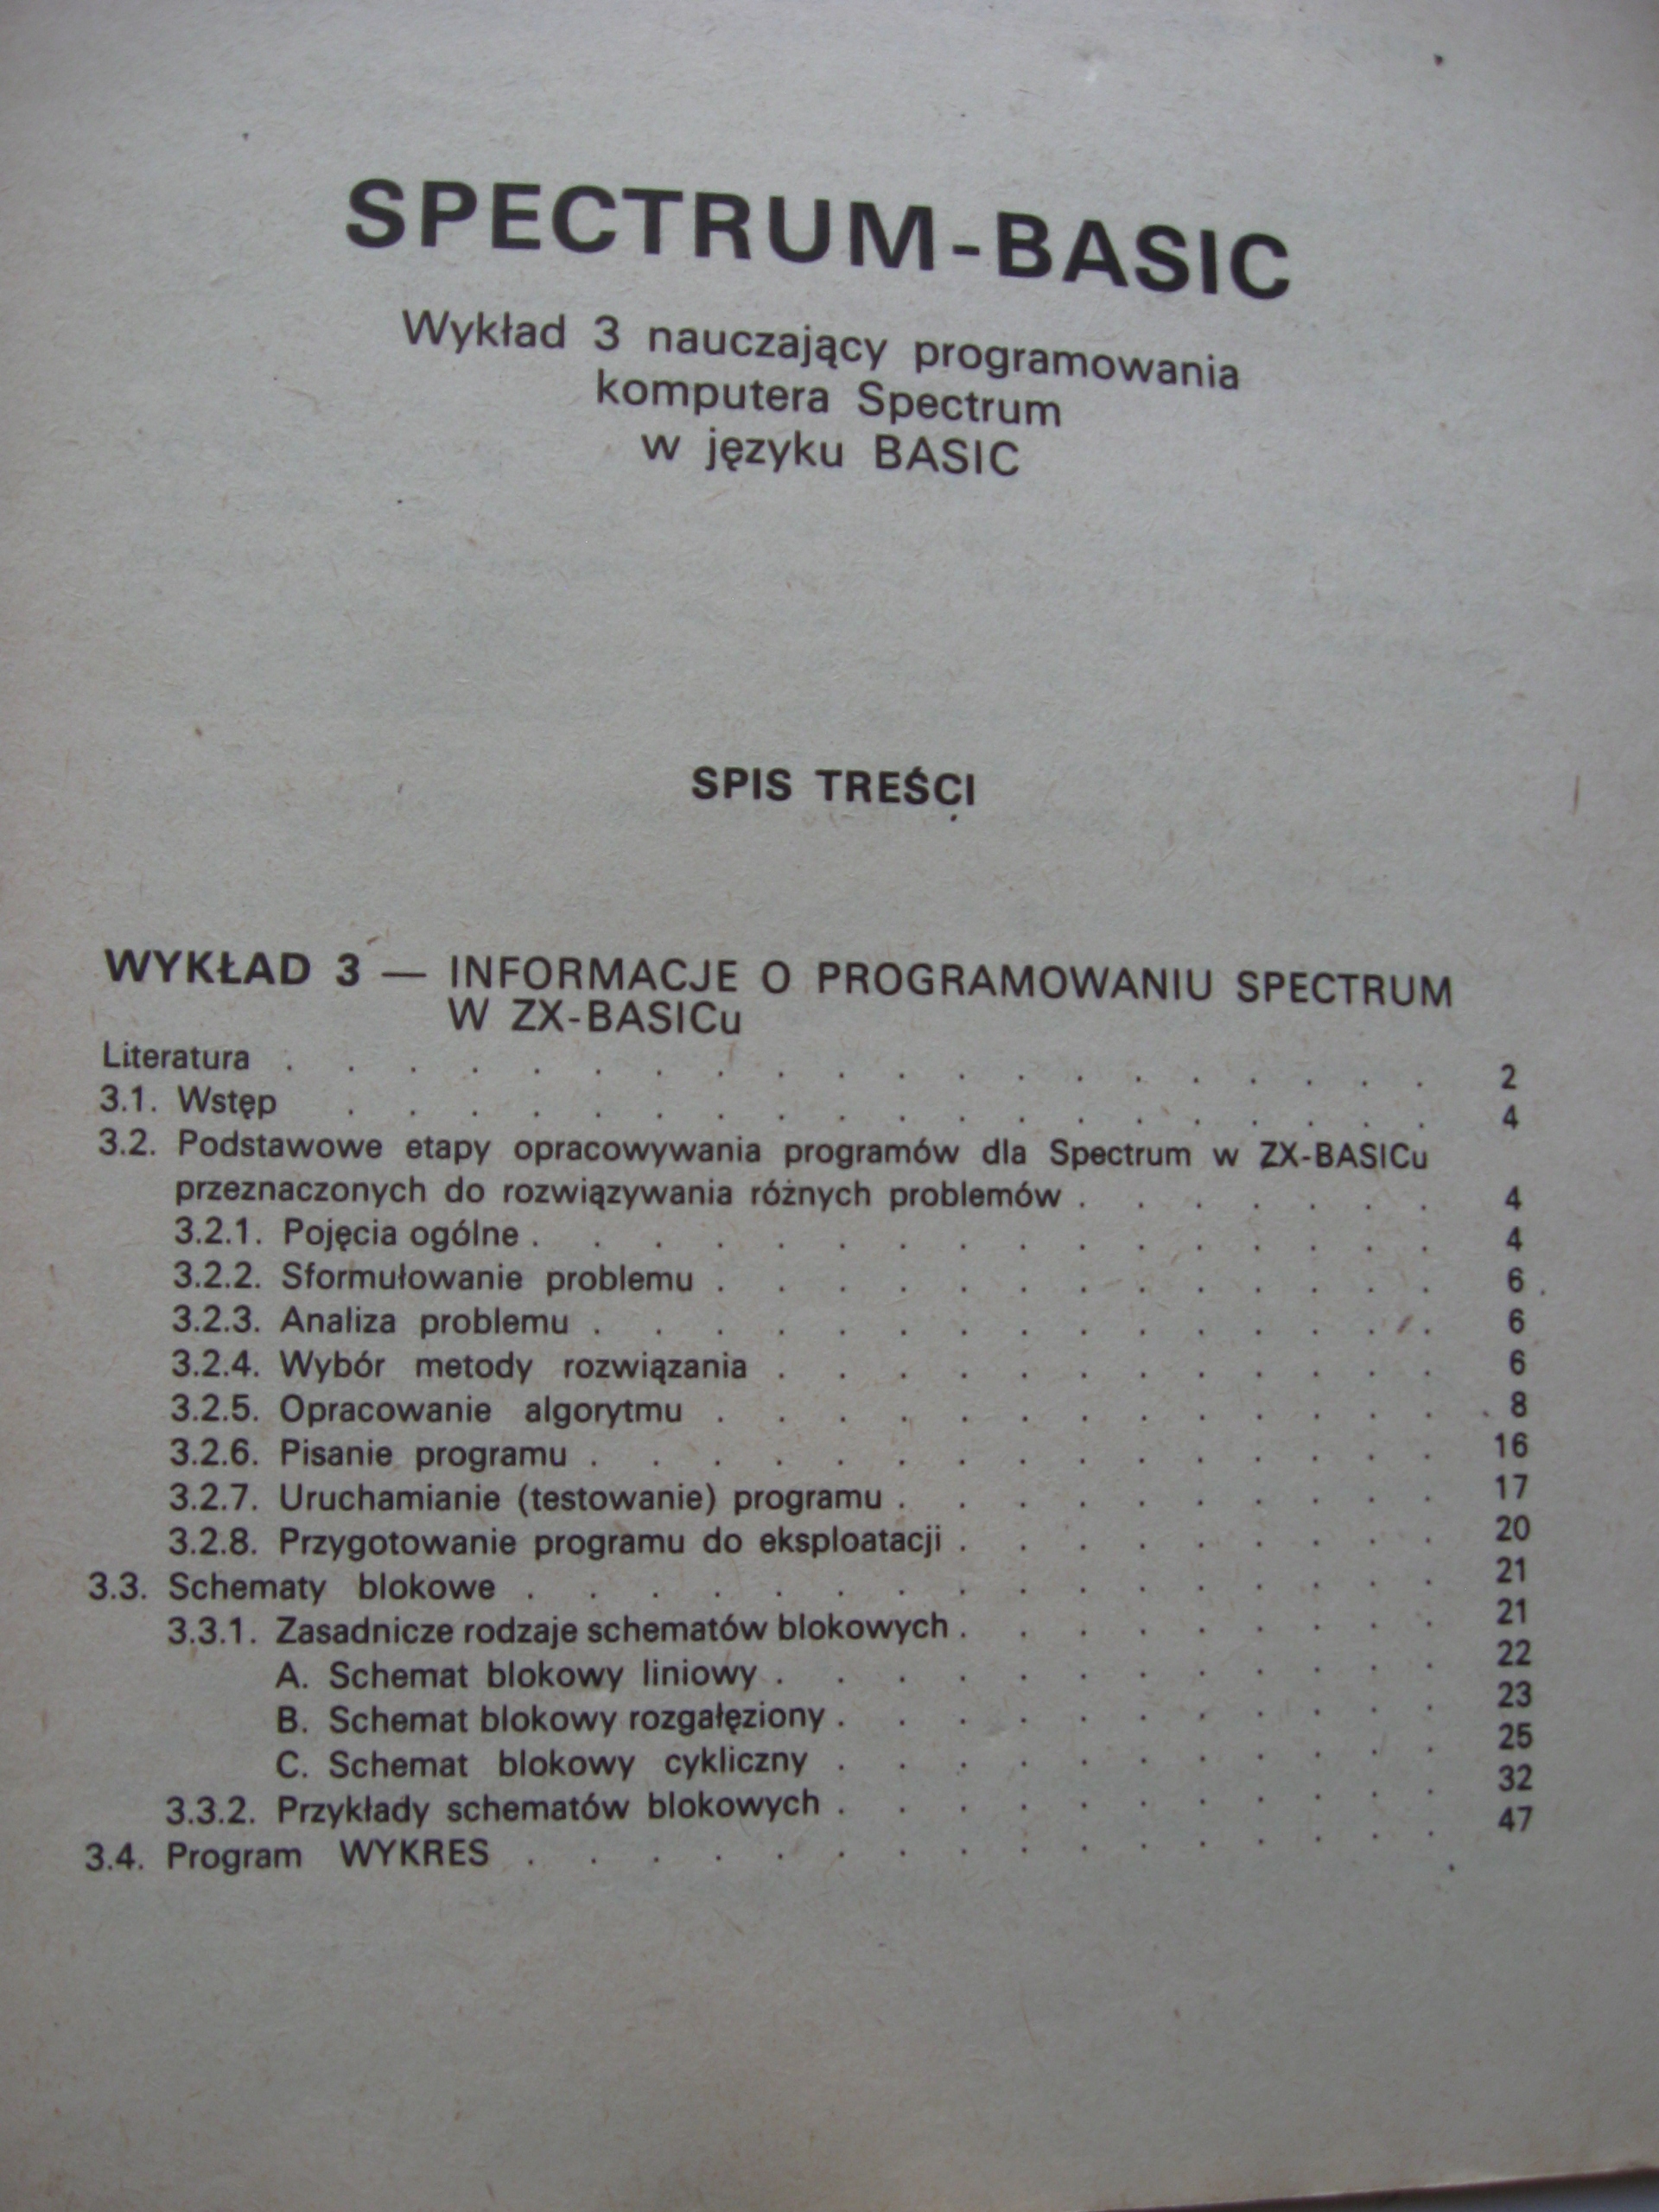 SPECTRUM-BASIC
Wykład 3 nauczający programowania
komputera Spectrum
w języku BASIC
SPIS TREŚCI
WYKŁAD 3 — INFORMACJE O PROGRAMOWANIU SPECTRUM
W ZX-BASICu
Literatura . . . . . . . . . . . . . . . . . . . . 2
3.1. Wstęp . . . . . . . . . . . . . . . . . . . 4
3.2. Podstawowe etapy opracowywania programów dla Spectrum w ZX-BASICu
przeznaczonych do rozwiązywania różnych problemów . . . . . . . 4
3.2.1. Pojęcia ogólne . . . . . . . . . . . . . . . . 4
3.2.2. Sformułowanie problemu . . . . . . . . . . . . . 6
3.2.3. Analiza problemu . . . . . . . . . . . . . . . 6
3.2.4. Wybór metody rozwiązania . . . . . . . . . . . . 6
3.2.5. Opracowanie algorytmu . . . . . . . . . . . . . 8
3.2.6. Pisanie programu . . . . . . . . . . . . . . . 16
3.2.7. Uruchamianie (testowanie) programu . . . . . . . . . . 17
3.2.8. Przygotowanie programu do eksploatacji . . . . . . . . . 20
3.3. Schematy blokowe . . . . . . . . . . . . . . . . 21
3.3.1. Zasadnicze rodzaje schematów blokowych . . . . . . . . . 21
A. Schemat blokowy liniowy . . . . . . . . . . . . 22
B. Schemat blokowy rozgałęziony . . . . . . . . . . . 23
C. Schemat blokowy cykliczny . . . . . . . . . . . 25
3.3.2. Przykłady schematów blokowych . . . . . . . . . . . 32
3.4. Program WYKRES . . . . . . . . . . . . . . . . 47